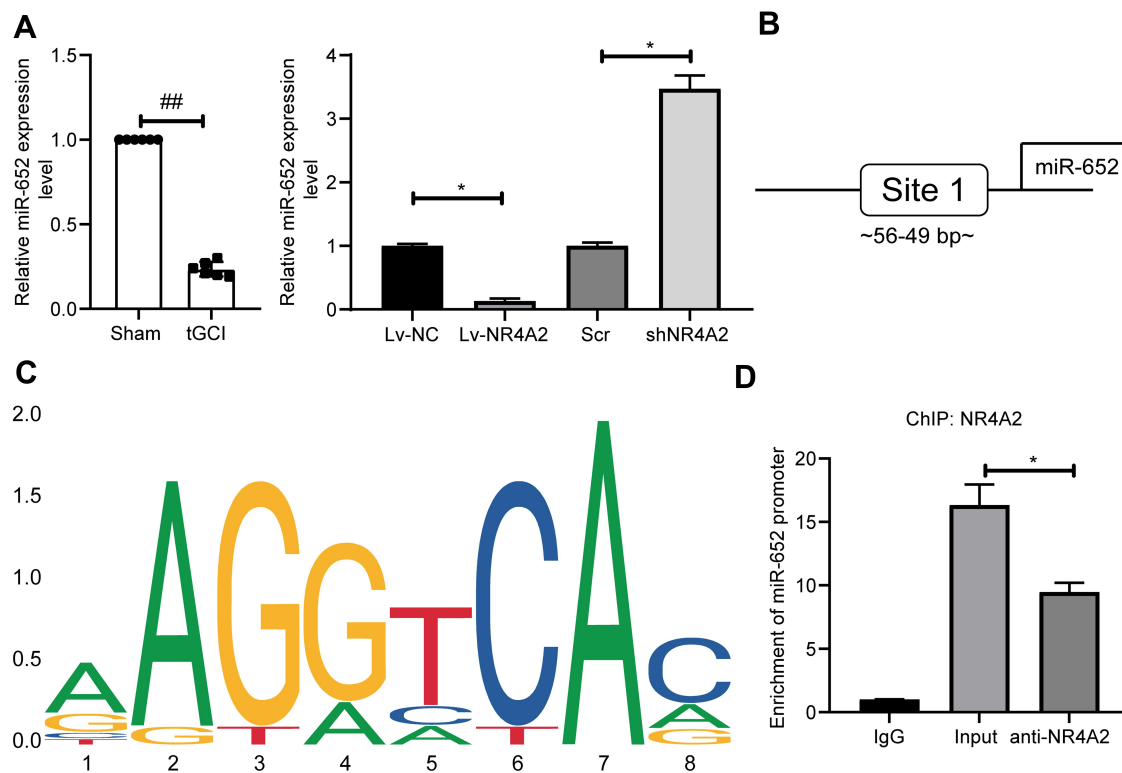 A
Relative miR-652 expression
level
1.5
1.0
0.5
0.0
##
Sham
tGCI
Relative miR-652 expression
level
4
3
2
1
0
*
*
Lv-NC
Lv-NR4A2
Scr
shNR4A2
B
Site 1
miR-652
~56-49 bp~
C
2.0
1.5
1.0
0.5
0.0
A
G
C
T
A
G
G
T
G
A
T
C
A
C
T
A
C
A
G
1
2
3
4
5
6
7
8
D
ChIP: NR4A2
Enrichment of miR-652 promoter
20
15
10
5
0
*
IgG
Input
anti-NR4A2